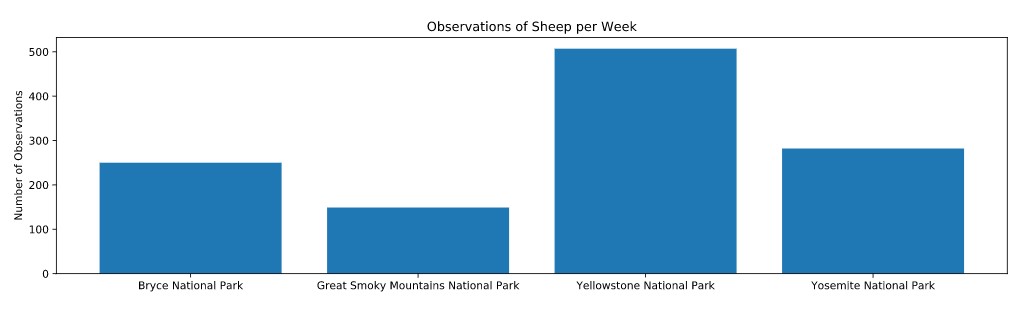 Observations of Sheep per Week
Number of Observations
500
400
300
200
100
0
Bryce National Park
Great Smoky Mountains National Park
Yellowstone National Park
Yosemite National Park